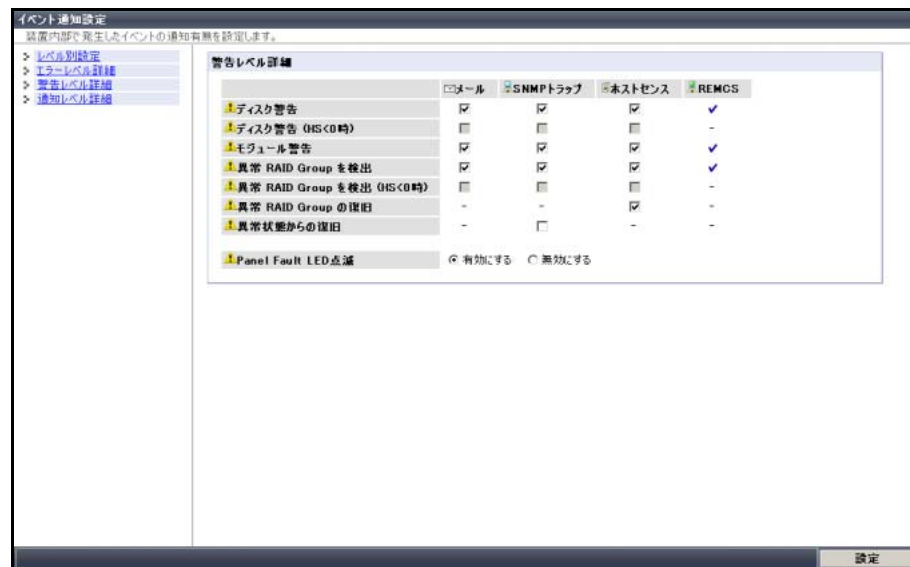 イベント通知設定
装置内部で発生したイベントの通知有無を設定します。
> レベル別設定
> エラーレベル詳細
> 警告レベル詳細
> 通知レベル詳細
警告レベル詳細
メール SNMPトラップ ホストセンス REMCS
ディスク警告
ディスク警告 (HS<0時) -
モジュール警告
異常 RAID Group を検出
異常 RAID Group を検出 (HS<0時) -
異常 RAID Group の復旧 - - -
異常状態からの復旧 - - -
Panel Fault LED点滅 有効にする 無効にする
設定